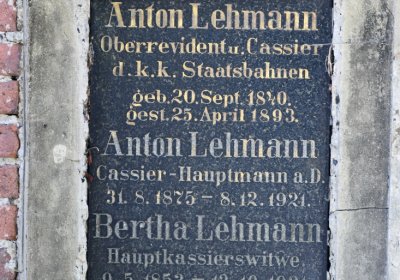 Anton Lehmann
Oberrevident u. Cassier
d. k. k. Staatsbahnen
geb. 20. Sept. 1840.
gest. 25. April 1893.
Anton Lehmann
Cassier-Hauptmann a. D.
31. 8. 1875 – 8. 12. 1921.
Bertha Lehmann
Hauptkassierswitwe.